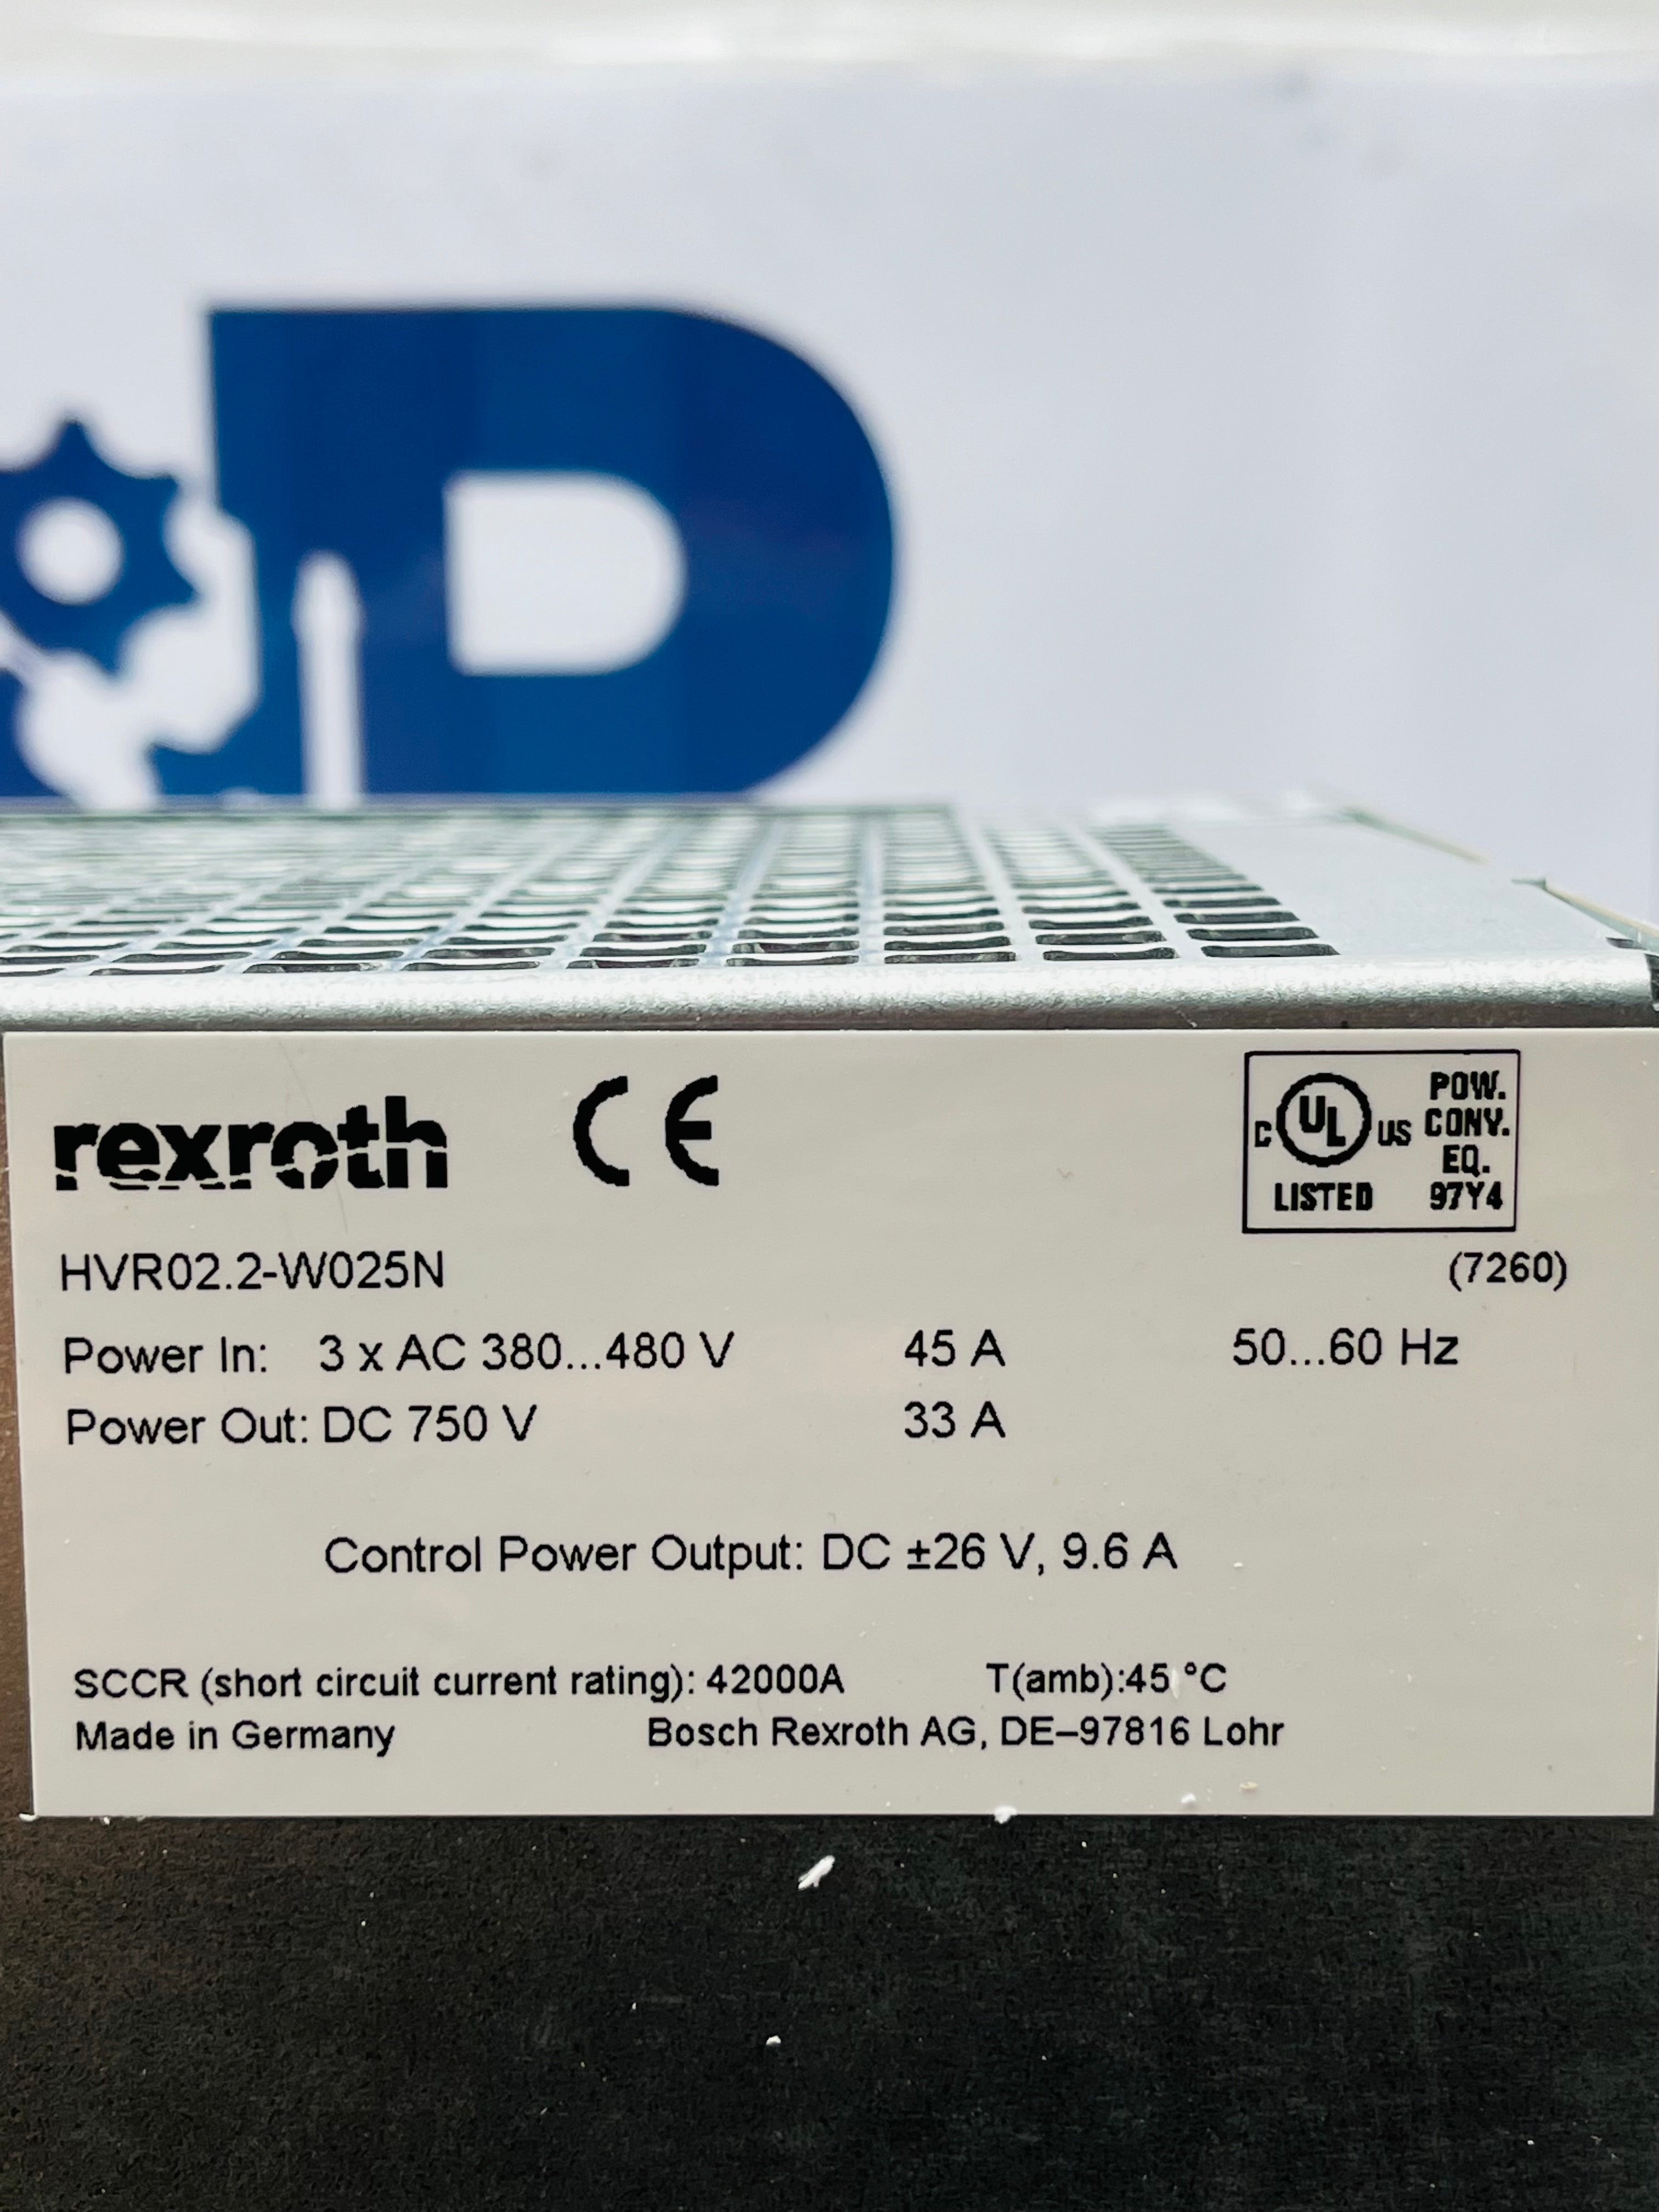 D
rexroth CE
C UL US LISTED
POW.
CONV.
EQ.
97Y4
HVR02.2-W025N (7260)
Power In: 3 x AC 380...480 V 45 A 50...60 Hz
Power Out: DC 750 V 33 A
Control Power Output: DC ±26 V, 9.6 A
SCCR (short circuit current rating): 42000A T(amb):45 °C
Made in Germany Bosch Rexroth AG, DE–97816 Lohr